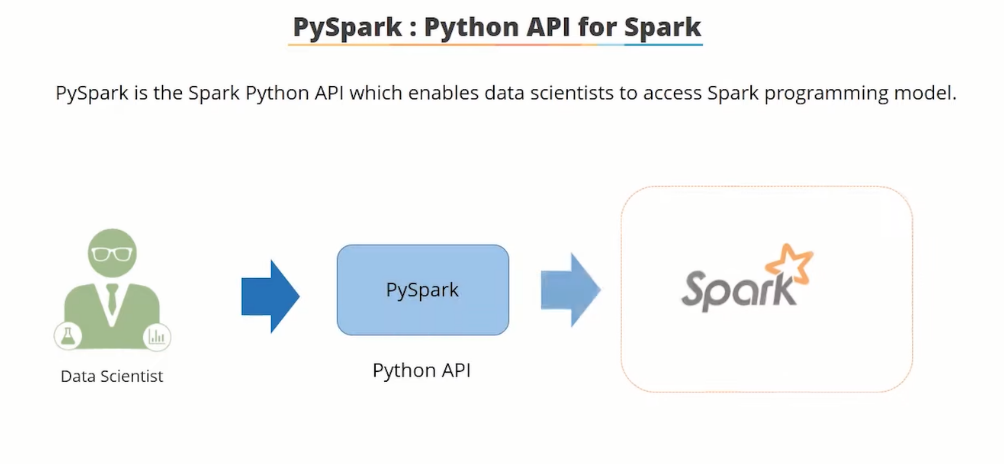 PySpark : Python API for Spark
PySpark is the Spark Python API which enables data scientists to access Spark programming model.
PySpark
Spark
Python API
Data Scientist